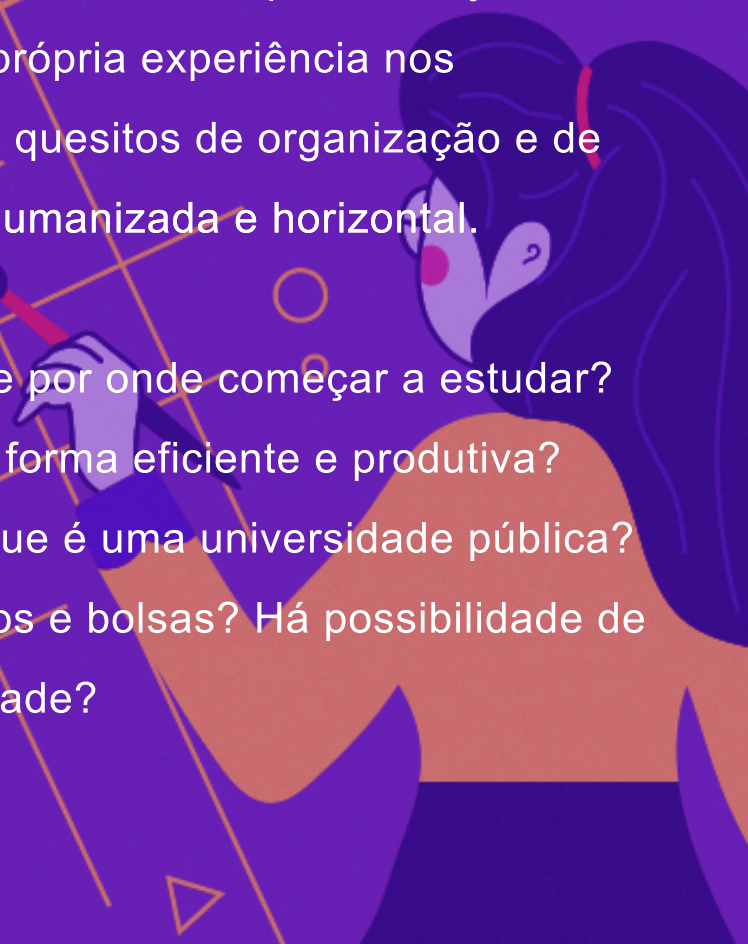 própria experiência nos
quesitos de organização e de
umanizada e horizontal.
e por onde começar a estudar?
forma eficiente e produtiva?
ue é uma universidade pública?
os e bolsas? Há possibilidade de
ade?